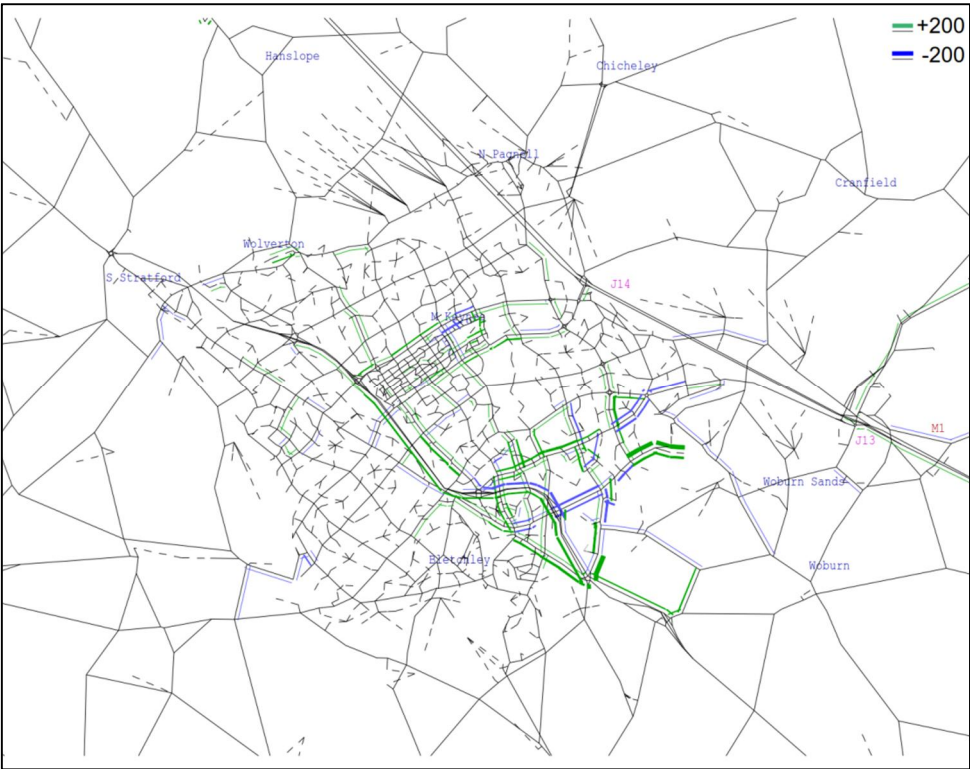 +200
-200
Hanslope
Chicheley
N Pagnell
Cranfield
Wolverton
S Stratford
J14
M Keynes
M1
J13
Woburn Sands
Bletchley
Woburn